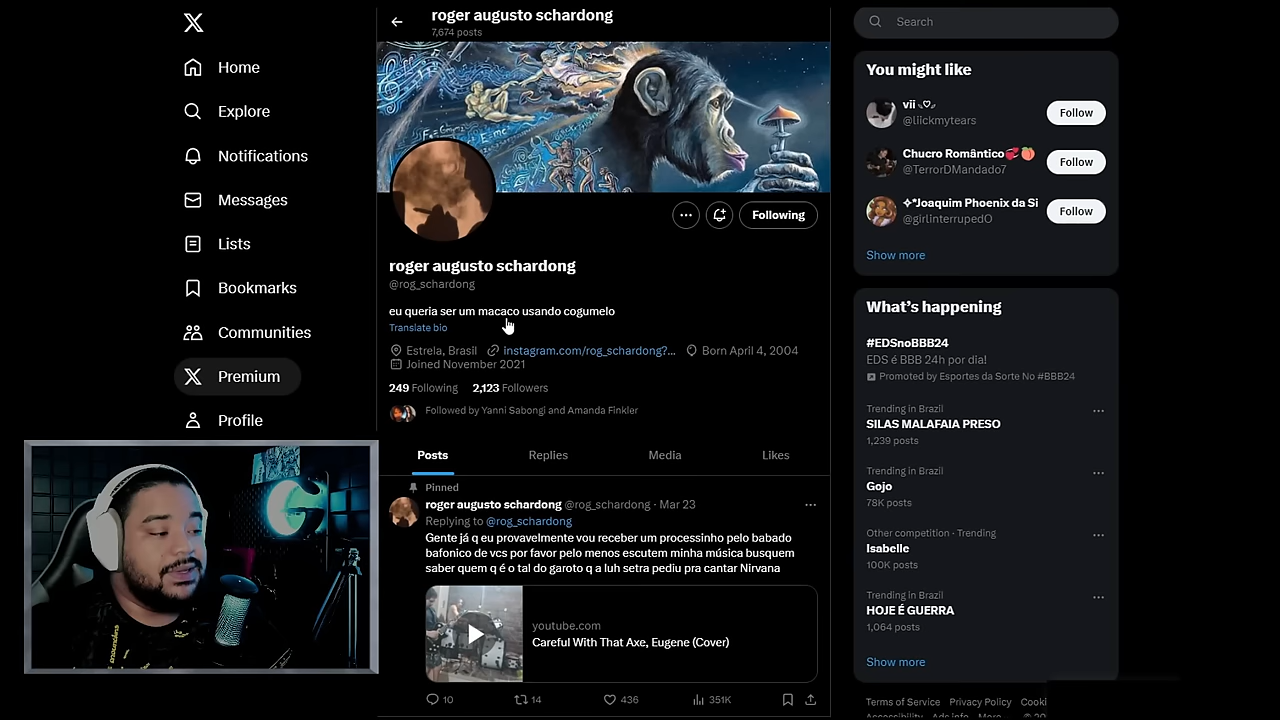 roger augusto schardong
7,674 posts
Home
Explore
Notifications
Messages
Lists
Bookmarks
Communities
Premium
Profile
E=mc²
Following
roger augusto schardong
@rog_schardong
eu queria ser um macaco usando cogumelo
Translate bio
Estrela, Brasil instagram.com/rog_schardong?... Born April 4, 2004
Joined November 2021
249 Following 2,123 Followers
Followed by Yanni Sabongi and Amanda Finkler
Posts Replies Media Likes
Pinned
roger augusto schardong @rog_schardong · Mar 23
Replying to @rog_schardong
Gente já q eu provavelmente vou receber um processinho pelo babado
bafonico de vcs por favor pelo menos escutem minha música busquem
saber quem q é o tal do garoto q a luh setra pediu pra cantar Nirvana
youtube.com
Careful With That Axe, Eugene (Cover)
10 14 436 351K
Search
You might like
vii
@liickmytears
Follow
Chucro Romântico💕🍑
@TerrorDMandado7
Follow
✧*Joaquim Phoenix da Si
@girlinterrupedO
Follow
Show more
What's happening
#EDSnoBBB24
EDS é BBB 24h por dia!
Promoted by Esportes da Sorte No #BBB24
Trending in Brazil
SILAS MALAFAIA PRESO
1,239 posts
Trending in Brazil
Gojo
78K posts
Other competition · Trending
Isabelle
100K posts
Trending in Brazil
HOJE É GUERRA
1,064 posts
Show more
Terms of Service Privacy Policy Cooki
Accessibility Ads info More